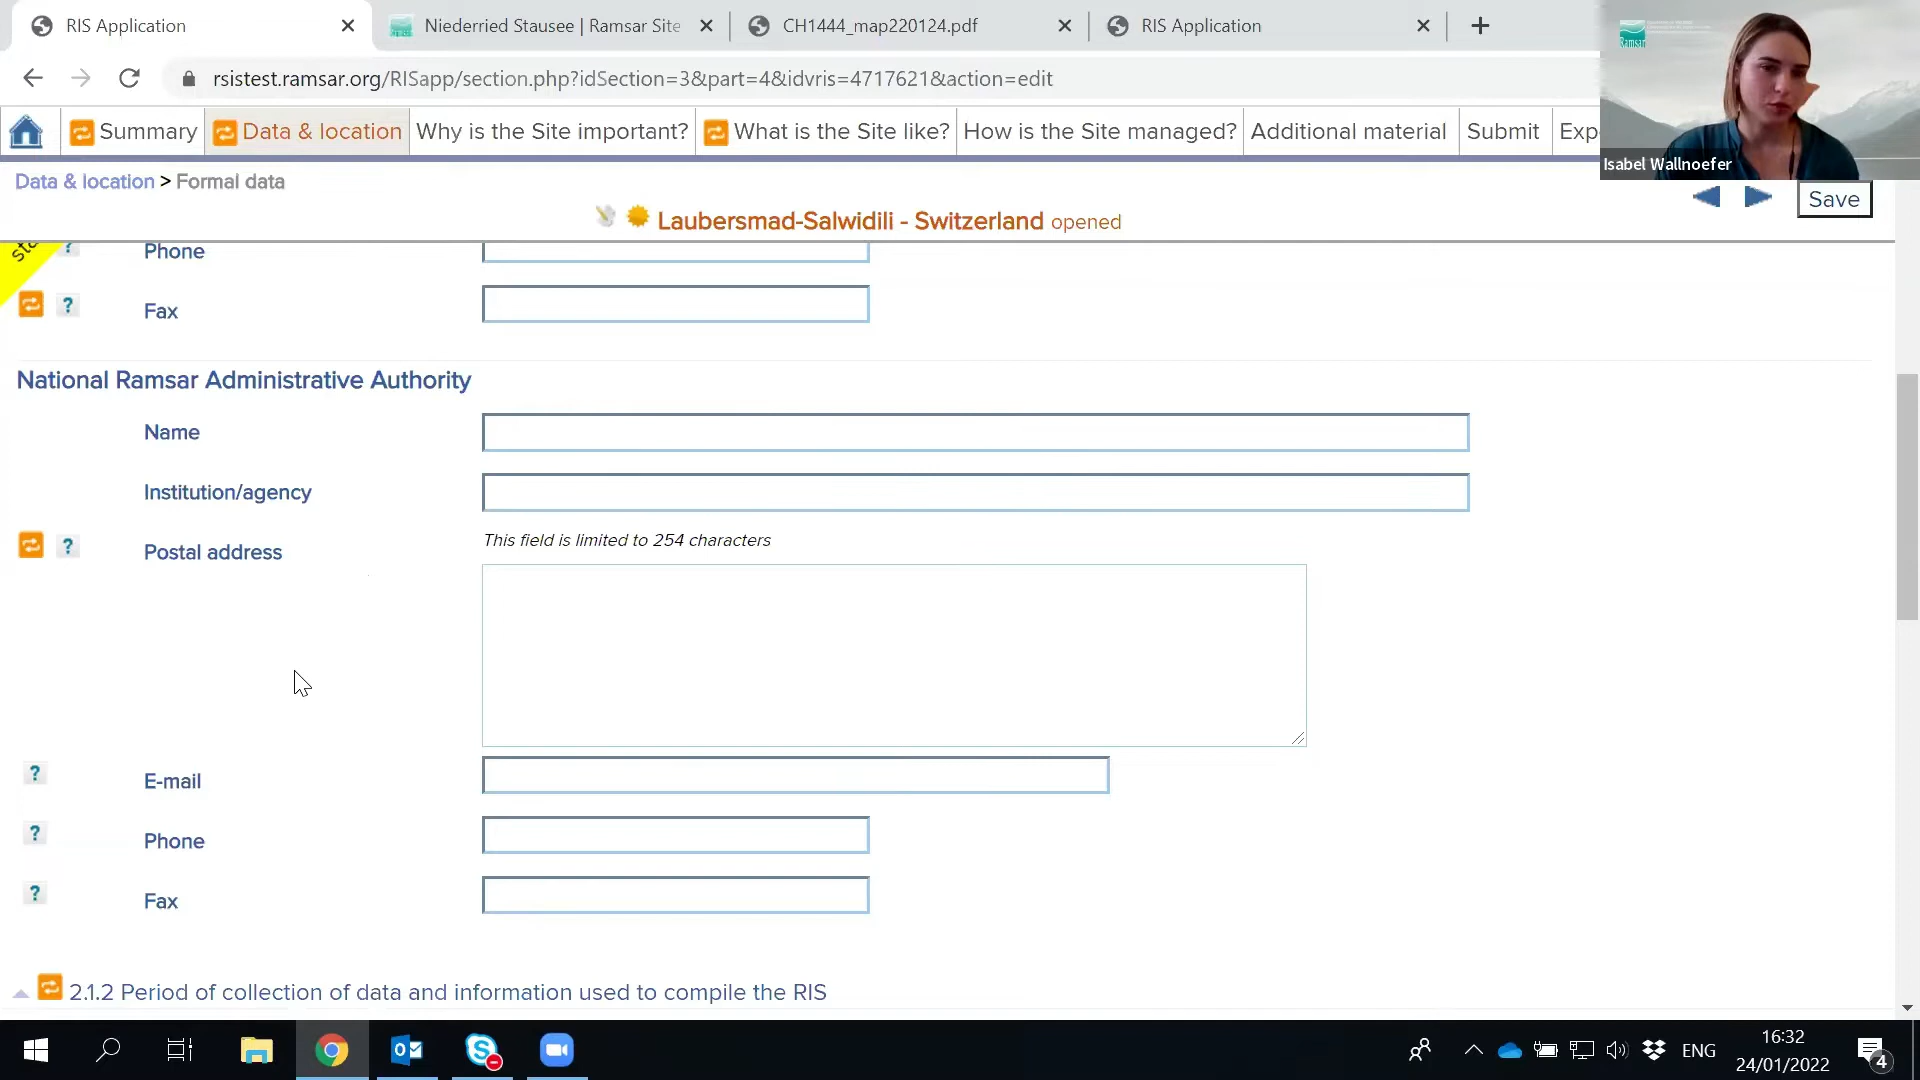 RIS Application
Niederried Stausee | Ramsar Site
CH1444_map220124.pdf
RIS Application
rsistest.ramsar.org/RISapp/section.php?idSection=3&part=4&idvris=4717621&action=edit
Summary
Data & location
Why is the Site important?
What is the Site like?
How is the Site managed?
Additional material
Submit
Exp
Ramsar
Isabel Wallnoefer
Data & location > Formal data
Save
Laubersmad-Salwidili - Switzerland opened
sta
? Phone
? Fax
National Ramsar Administrative Authority
Name
Institution/agency
? Postal address
This field is limited to 254 characters
? E-mail
? Phone
? Fax
2.1.2 Period of collection of data and information used to compile the RIS
ENG
16:32
24/01/2022
4